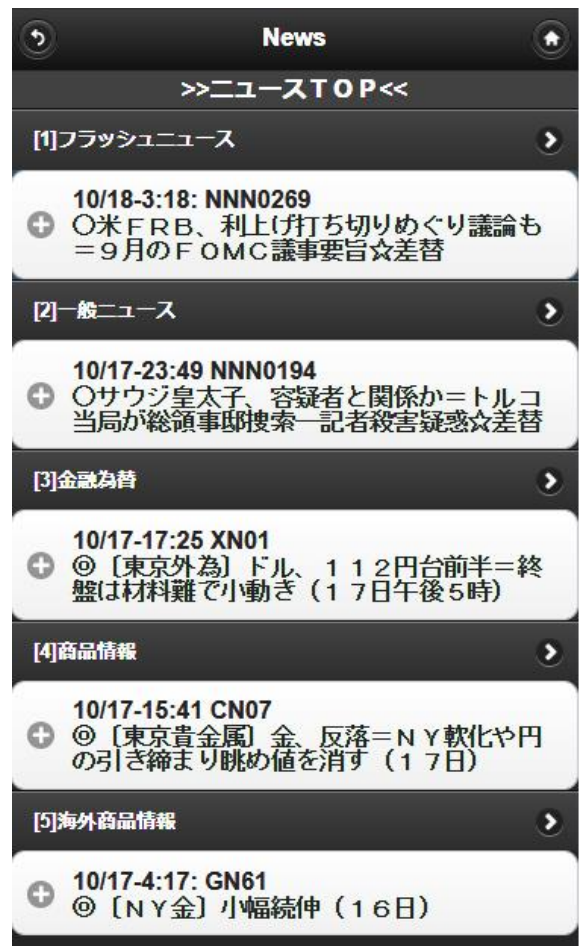 News
>>ニュースＴＯＰ<<
[1]フラッシュニュース
10/18-3:18: NNN0269
○米ＦＲＢ、利上げ打ち切りめぐり議論も
＝９月のＦＯＭＣ議事要旨☆差替
[2]一般ニュース
10/17-23:49 NNN0194
○サウジ皇太子、容疑者と関係か＝トルコ
当局が総領事邸捜索―記者殺害疑惑☆差替
[3]金融為替
10/17-17:25 XN01
◎〔東京外為〕ドル、１１２円台前半＝終
盤は材料難で小動き（１７日午後５時）
[4]商品情報
10/17-15:41 CN07
◎〔東京貴金属〕金、反落＝ＮＹ軟化や円
の引き締まり眺め値を消す（１７日）
[5]海外商品情報
10/17-4:17: GN61
◎〔ＮＹ金〕小幅続伸（１６日）